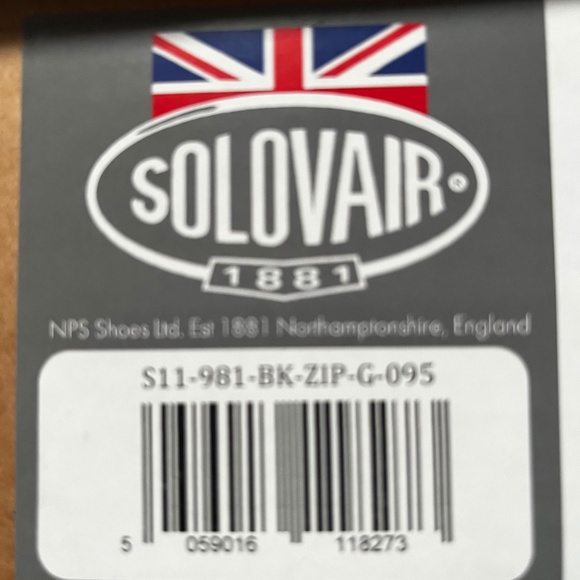 SOLOVAIR®
1881
NPS Shoes Ltd. Est 1881 Northamptonshire, England
S11-981-BK-ZIP-G-095
5 059016 118273